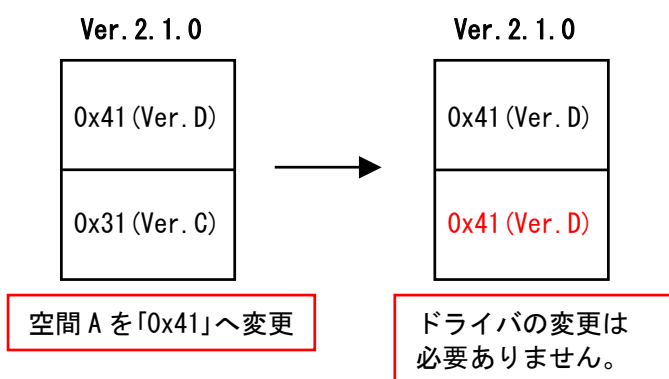 Ver.2.1.0
0x41(Ver.D)
0x31(Ver.C)
空間Aを「0x41」へ変更
Ver.2.1.0
0x41(Ver.D)
0x41(Ver.D)
ドライバの変更は
必要ありません。